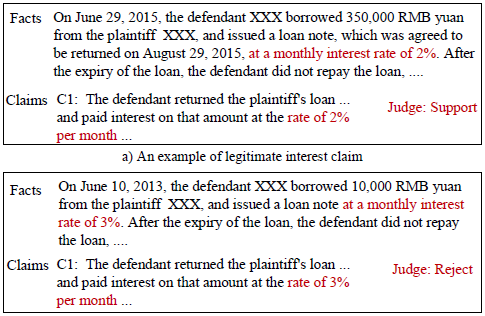 Facts On June 29, 2015, the defendant XXX borrowed 350,000 RMB yuan
from the plaintiff XXX, and issued a loan note, which was agreed to
be returned on August 29, 2015, at a monthly interest rate of 2%. After
the expiry of the loan, the defendant did not repay the loan, ....
Claims C1: The defendant returned the plaintiff's loan ...
and paid interest on that amount at the rate of 2%
per month ...
Judge: Support
a) An example of legitimate interest claim
Facts On June 10, 2013, the defendant XXX borrowed 10,000 RMB yuan
from the plaintiff XXX, and issued a loan note at a monthly interest
rate of 3%. After the expiry of the loan, the defendant did not repay
the loan, ....
Claims C1: The defendant returned the plaintiff's loan ...
and paid interest on that amount at the rate of 3%
per month ...
Judge: Reject